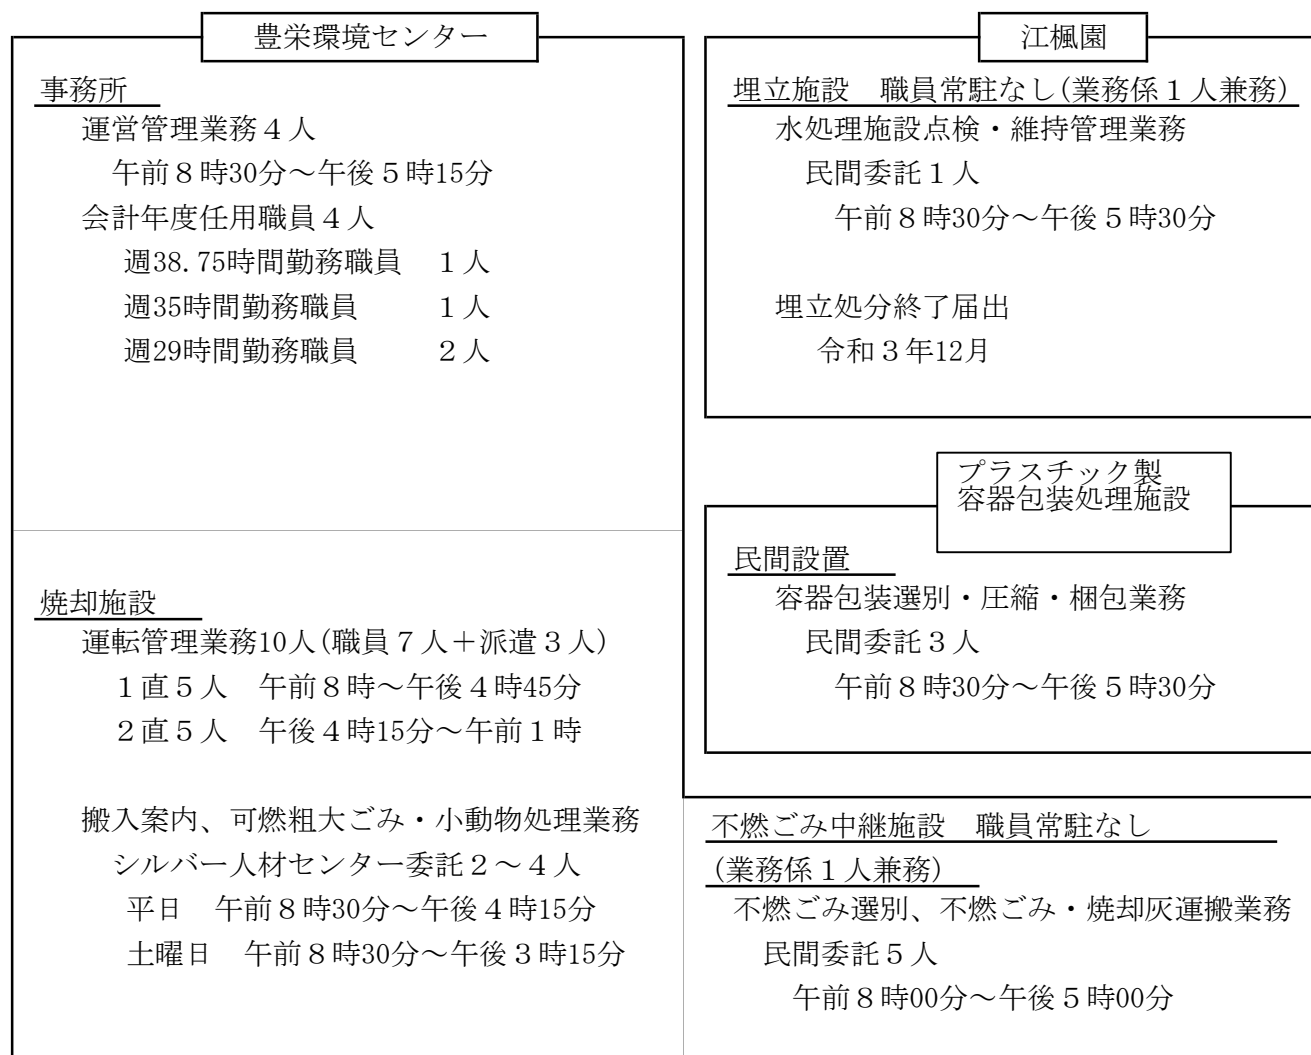 豊栄環境センター
事務所
運営管理業務４人
午前８時30分～午後５時15分
会計年度任用職員４人
週38.75時間勤務職員　１人
週35時間勤務職員　１人
週29時間勤務職員　２人
焼却施設
運転管理業務10人(職員７人＋派遣３人)
１直５人　午前８時～午後４時45分
２直５人　午後４時15分～午前１時
搬入案内、可燃粗大ごみ・小動物処理業務
シルバー人材センター委託２～４人
平日　午前８時30分～午後４時15分
土曜日　午前８時30分～午後３時15分
江楓園
埋立施設　職員常駐なし(業務係１人兼務)
水処理施設点検・維持管理業務
民間委託１人
午前８時30分～午後５時30分
埋立処分終了届出
令和３年12月
プラスチック製
容器包装処理施設
民間設置
容器包装選別・圧縮・梱包業務
民間委託３人
午前８時30分～午後５時30分
不燃ごみ中継施設　職員常駐なし
(業務係１人兼務)
不燃ごみ選別、不燃ごみ・焼却灰運搬業務
民間委託５人
午前８時00分～午後５時00分